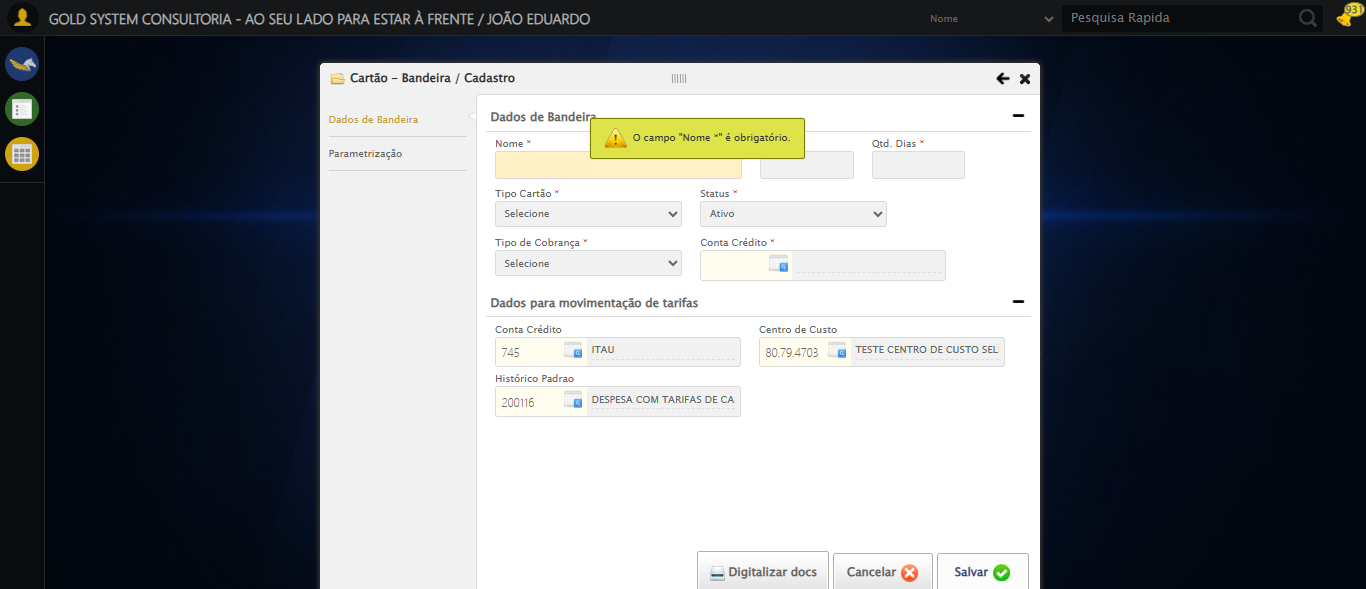 GOLD SYSTEM CONSULTORIA - AO SEU LADO PARA ESTAR À FRENTE / JOÃO EDUARDO
Nome
Pesquisa Rapida
931
Cartão - Bandeira / Cadastro
Dados de Bandeira
Parametrização
Dados de Bandeira
O campo "Nome *" é obrigatório.
Nome *
Qtd. Dias *
Tipo Cartão *
Status *
Selecione
Ativo
Tipo de Cobrança *
Conta Crédito *
Selecione
Dados para movimentação de tarifas
Conta Crédito
Centro de Custo
745
ITAU
80.79.4703
TESTE CENTRO DE CUSTO SEL
Histórico Padrao
200116
DESPESA COM TARIFAS DE CA
Digitalizar docs
Cancelar
Salvar